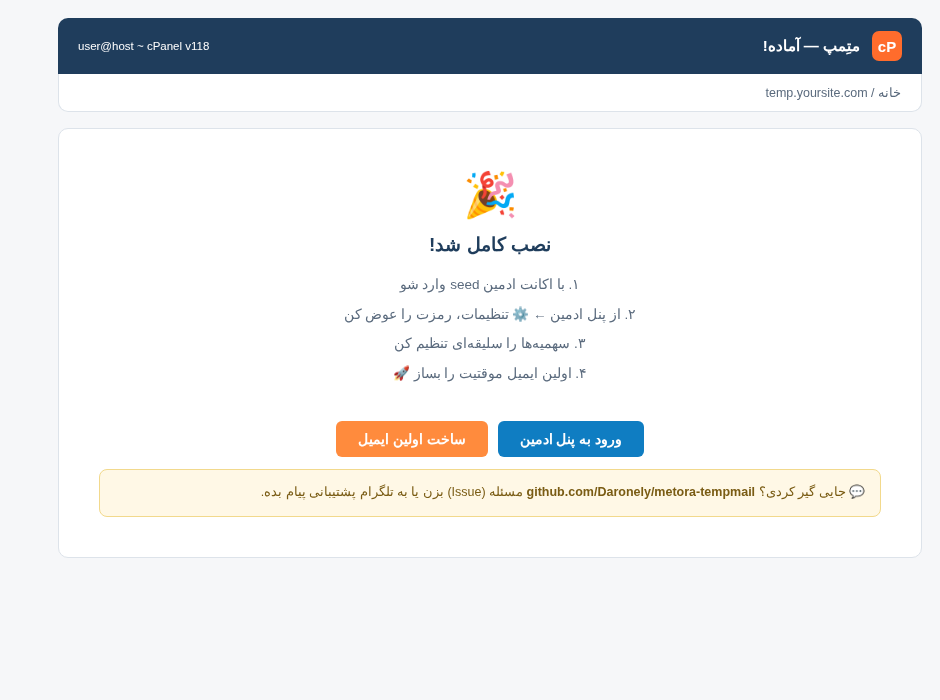 cP
متِمپ — آماده!
user@host ~ cPanel v118
خانه / temp.yoursite.com
🎉
نصب کامل شد!
۱. با اکانت ادمین seed وارد شو
۲. از پنل ادمین ← ⚙️ تنظیمات، رمزت را عوض کن
۳. سهمیه‌ها را سلیقه‌ای تنظیم کن
۴. اولین ایمیل موقتیت را بساز 🚀
ورود به پنل ادمین
ساخت اولین ایمیل
💬 جایی گیر کردی؟ github.com/Daronely/metora-tempmail مسئله (Issue) بزن یا به تلگرام پشتیبانی پیام بده.